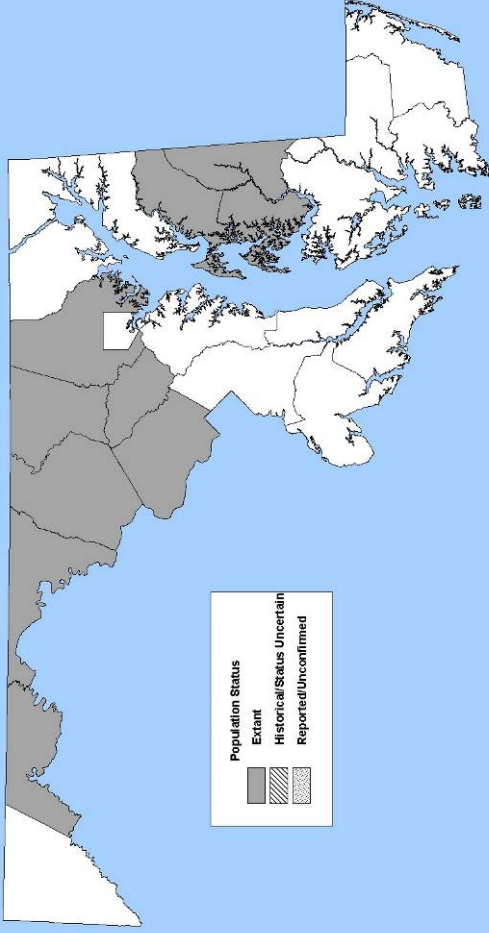 Population Status
Extant
Historical/Status Uncertain
Reported/Unconfirmed